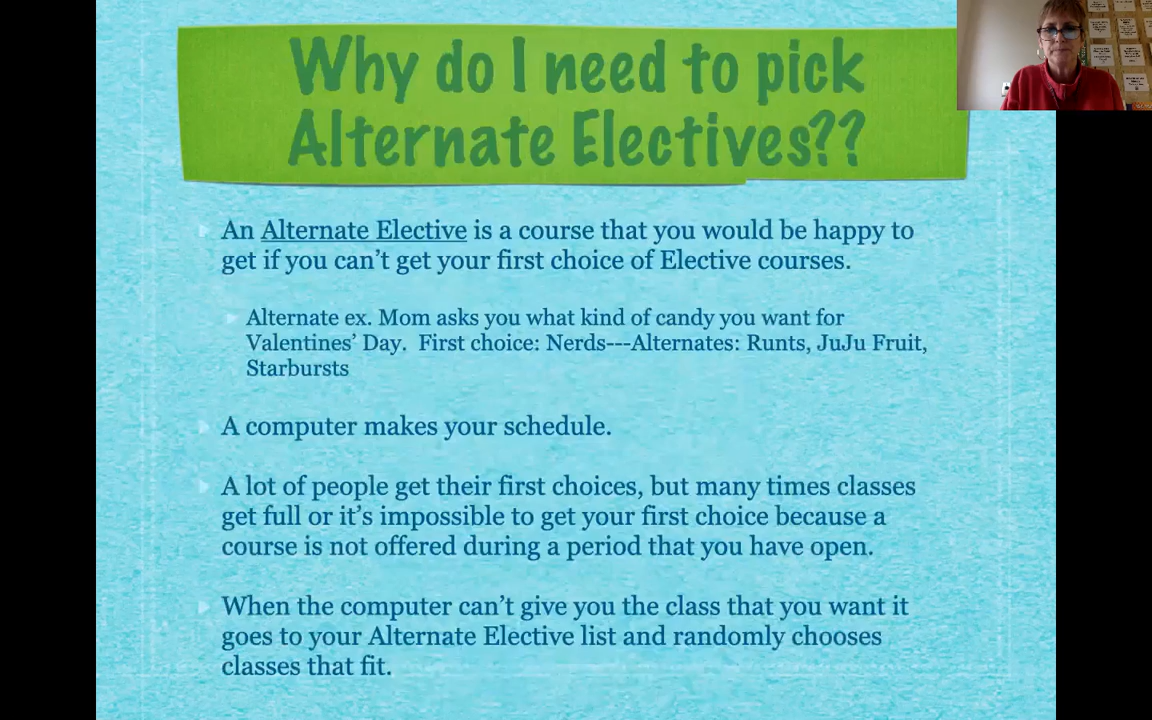 Why do I need to pick
Alternate Electives??
An Alternate Elective is a course that you would be happy to
get if you can't get your first choice of Elective courses.
Alternate ex. Mom asks you what kind of candy you want for
Valentines' Day.  First choice: Nerds---Alternates: Runts, JuJu Fruit,
Starbursts
A computer makes your schedule.
A lot of people get their first choices, but many times classes
get full or it's impossible to get your first choice because a
course is not offered during a period that you have open.
When the computer can't give you the class that you want it
goes to your Alternate Elective list and randomly chooses
classes that fit.